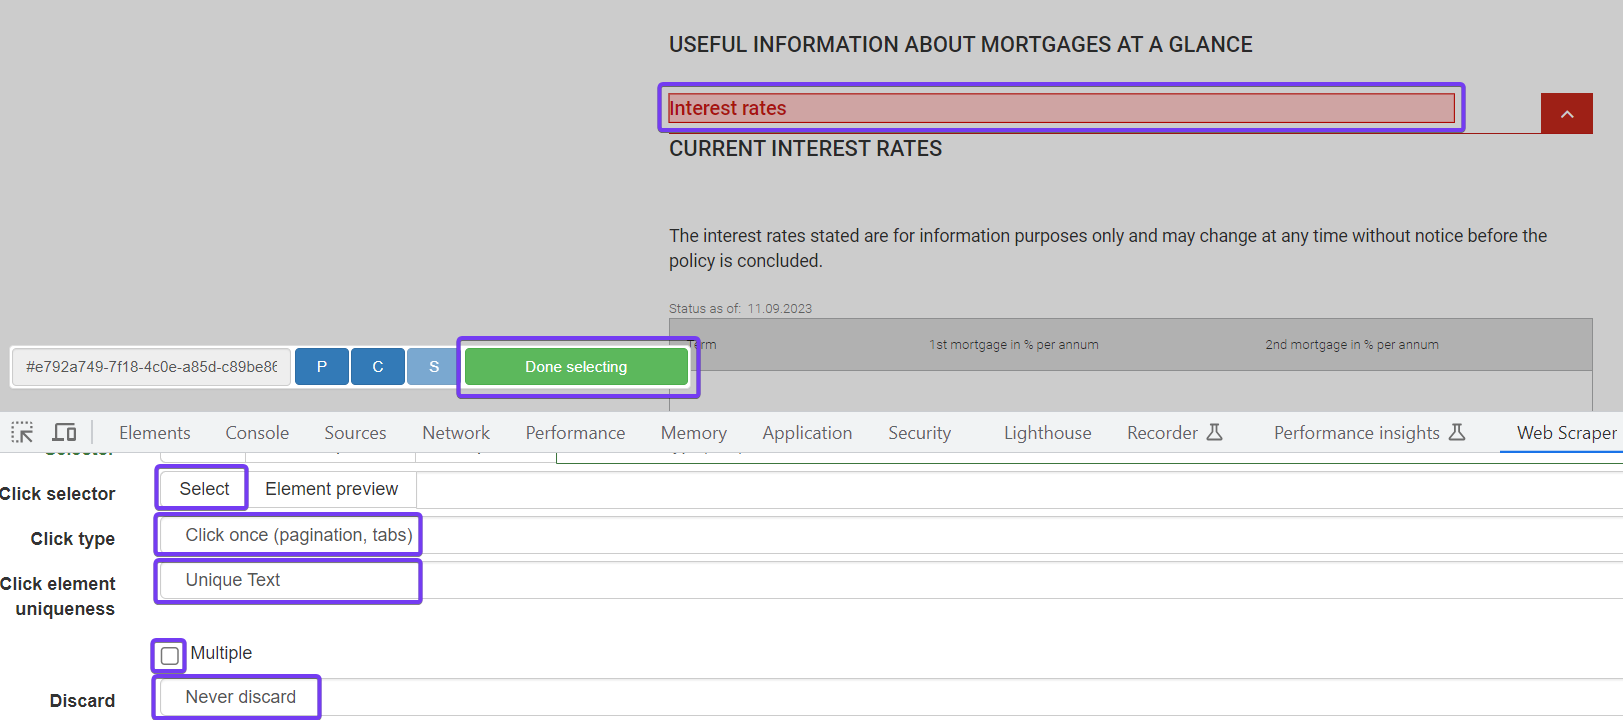 USEFUL INFORMATION ABOUT MORTGAGES AT A GLANCE
Interest rates
CURRENT INTEREST RATES
The interest rates stated are for information purposes only and may change at any time without notice before the
policy is concluded.
Status as of: 11.09.2023
Term 1st mortgage in % per annum 2nd mortgage in % per annum
#e792a749-7f18-4c0e-a85d-c89be86 P C S Done selecting
Elements Console Sources Network Performance Memory Application Security Lighthouse Recorder Performance insights Web Scraper
Selector
Click selector Select Element preview
Click type Click once (pagination, tabs)
Click element
uniqueness
Unique Text
Multiple
Discard Never discard